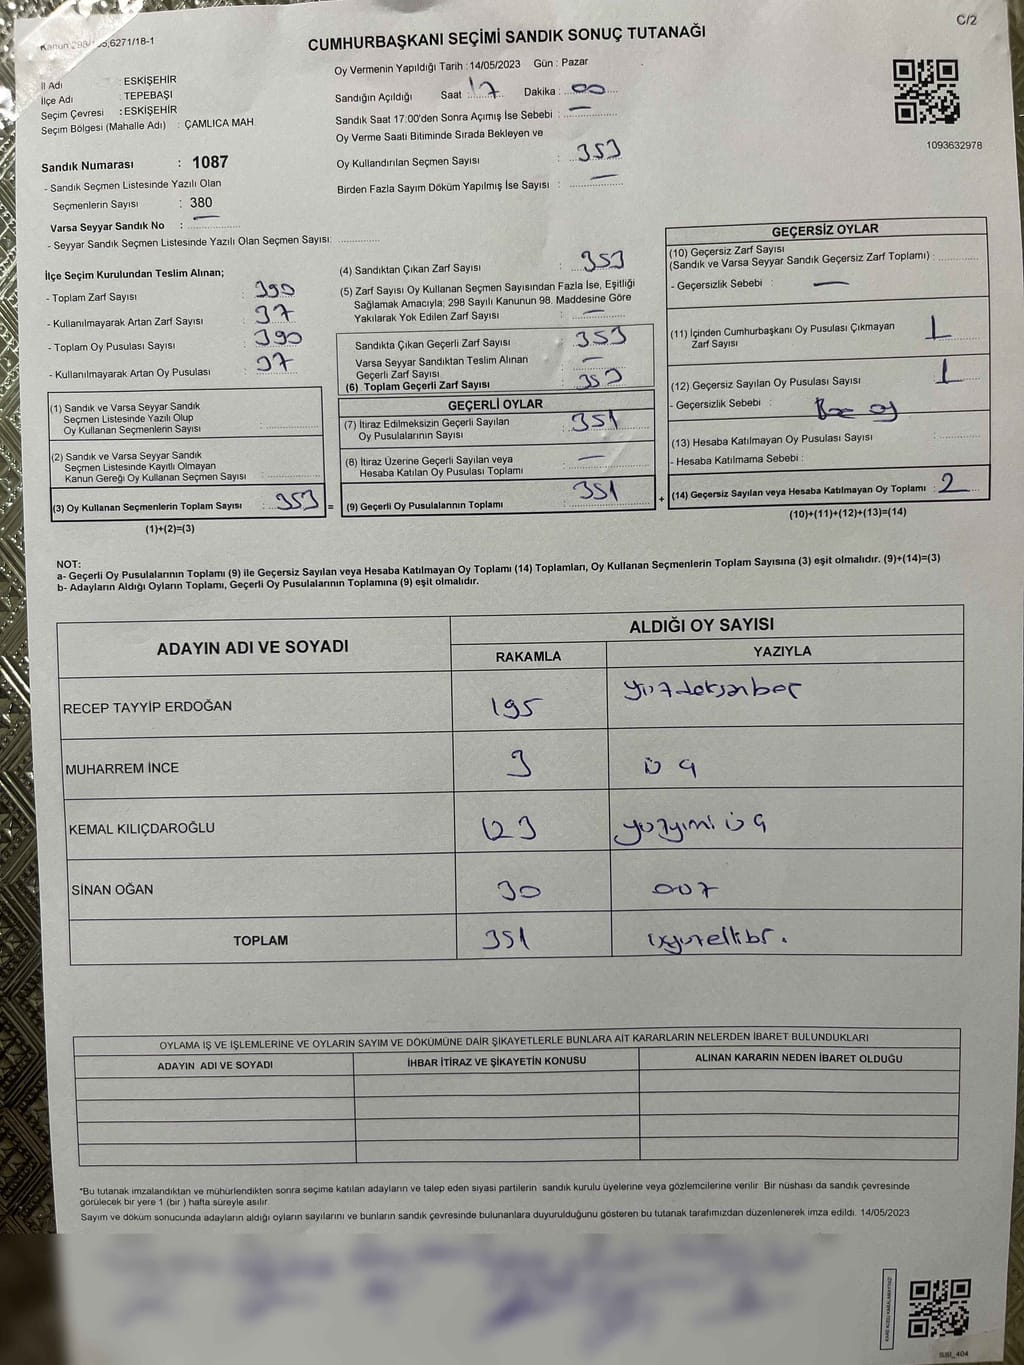 C/2
Kanun 298/ ,6271/18-1
CUMHURBAŞKANI SEÇİMİ SANDIK SONUÇ TUTANAĞI
İl Adı : ESKİŞEHİR
İlçe Adı : TEPEBAŞI
Seçim Çevresi : ESKİŞEHİR
Seçim Bölgesi (Mahalle Adı) : ÇAMLICA MAH.
Sandık Numarası : 1087
- Sandık Seçmen Listesinde Yazılı Olan
Seçmenlerin Sayısı : 380
Varsa Seyyar Sandık No : —
- Seyyar Sandık Seçmen Listesinde Yazılı Olan Seçmen Sayısı: ..............
Oy Vermenin Yapıldığı Tarih :14/05/2023 Gün : Pazar
Sandığın Açıldığı Saat : 17 Dakika : 00
Sandık Saat 17:00'den Sonra Açımış İse Sebebi : —
Oy Verme Saati Bitiminde Sırada Bekleyen ve
Oy Kullandırılan Seçmen Sayısı : 353
Birden Fazla Sayım Döküm Yapılmış İse Sayısı : —
1093632978
İlçe Seçim Kurulundan Teslim Alınan;
- Toplam Zarf Sayısı : 390
- Kullanılmayarak Artan Zarf Sayısı : 37
- Toplam Oy Pusulası Sayısı : 390
- Kullanılmayarak Artan Oy Pusulası : 37
(1) Sandık ve Varsa Seyyar Sandık
Seçmen Listesinde Yazılı Olup
Oy Kullanan Seçmenlerin Sayısı :
(2) Sandık ve Varsa Seyyar Sandık
Seçmen Listesinde Kayıtlı Olmayan
Kanun Gereği Oy Kullanan Seçmen Sayısı :
(3) Oy Kullanan Seçmenlerin Toplam Sayısı : 353 =
(1)+(2)=(3)
(4) Sandıktan Çıkan Zarf Sayısı : 353
(5) Zarf Sayısı Oy Kullanan Seçmen Sayısından Fazla İse, Eşitliği
Sağlamak Amacıyla; 298 Sayılı Kanunun 98. Maddesine Göre
Yakılarak Yok Edilen Zarf Sayısı : —
Sandıkta Çıkan Geçerli Zarf Sayısı : 353
Varsa Seyyar Sandıktan Teslim Alınan
Geçerli Zarf Sayısı : —
(6) Toplam Geçerli Zarf Sayısı : 353
GEÇERLİ OYLAR
(7) İtiraz Edilmeksizin Geçerli Sayılan
Oy Pusulalarının Sayısı : 351
(8) İtiraz Üzerine Geçerli Sayılan veya
Hesaba Katılan Oy Pusulası Toplamı : —
(9) Geçerli Oy Pusulalarının Toplamı : 351 +
GEÇERSİZ OYLAR
(10) Geçersiz Zarf Sayısı
(Sandık ve Varsa Seyyar Sandık Geçersiz Zarf Toplamı) : ............
- Geçersizlik Sebebi : —
(11) İçinden Cumhurbaşkanı Oy Pusulası Çıkmayan
Zarf Sayısı : 1
(12) Geçersiz Sayılan Oy Pusulası Sayısı : 1
- Geçersizlik Sebebi : oy
(13) Hesaba Katılmayan Oy Pusulası Sayısı :
- Hesaba Katılmama Sebebi :
(14) Geçersiz Sayılan veya Hesaba Katılmayan Oy Toplamı : 2
(10)+(11)+(12)+(13)=(14)
NOT:
a- Geçerli Oy Pusulalarının Toplamı (9) ile Geçersiz Sayılan veya Hesaba Katılmayan Oy Toplamı (14) Toplamları, Oy Kullanan Seçmenlerin Toplam Sayısına (3) eşit olmalıdır. (9)+(14)=(3)
b- Adayların Aldığı Oyların Toplamı, Geçerli Oy Pusulalarının Toplamına (9) eşit olmalıdır.
ADAYIN ADI VE SOYADI
ALDIĞI OY SAYISI
RAKAMLA YAZIYLA
RECEP TAYYİP ERDOĞAN 195 yüzdoksanbeş
MUHARREM İNCE 3 üç
KEMAL KILIÇDAROĞLU 123 yüzyirmi üç
SİNAN OĞAN 30 otuz
TOPLAM 351 üçyüzellibir.
OYLAMA İŞ VE İŞLEMLERİNE VE OYLARIN SAYIM VE DÖKÜMÜNE DAİR ŞİKAYETLERLE BUNLARA AİT KARARLARIN NELERDEN İBARET BULUNDUKLARI
ADAYIN ADI VE SOYADI İHBAR İTİRAZ VE ŞİKAYETİN KONUSU ALINAN KARARIN NEDEN İBARET OLDUĞU
*Bu tutanak imzalandıktan ve mühürlendikten sonra seçime katılan adayların ve talep eden siyasi partilerin sandık kurulu üyelerine veya gözlemcilerine verilir. Bir nüshası da sandık çevresinde
görülecek bir yere 1 (bir ) hafta süreyle asılır.
Sayım ve döküm sonucunda adayların aldığı oyların sayılarını ve bunların sandık çevresinde bulunanlara duyurulduğunu gösteren bu tutanak tarafımızdan düzenlenerek imza edildi. 14/05/2023